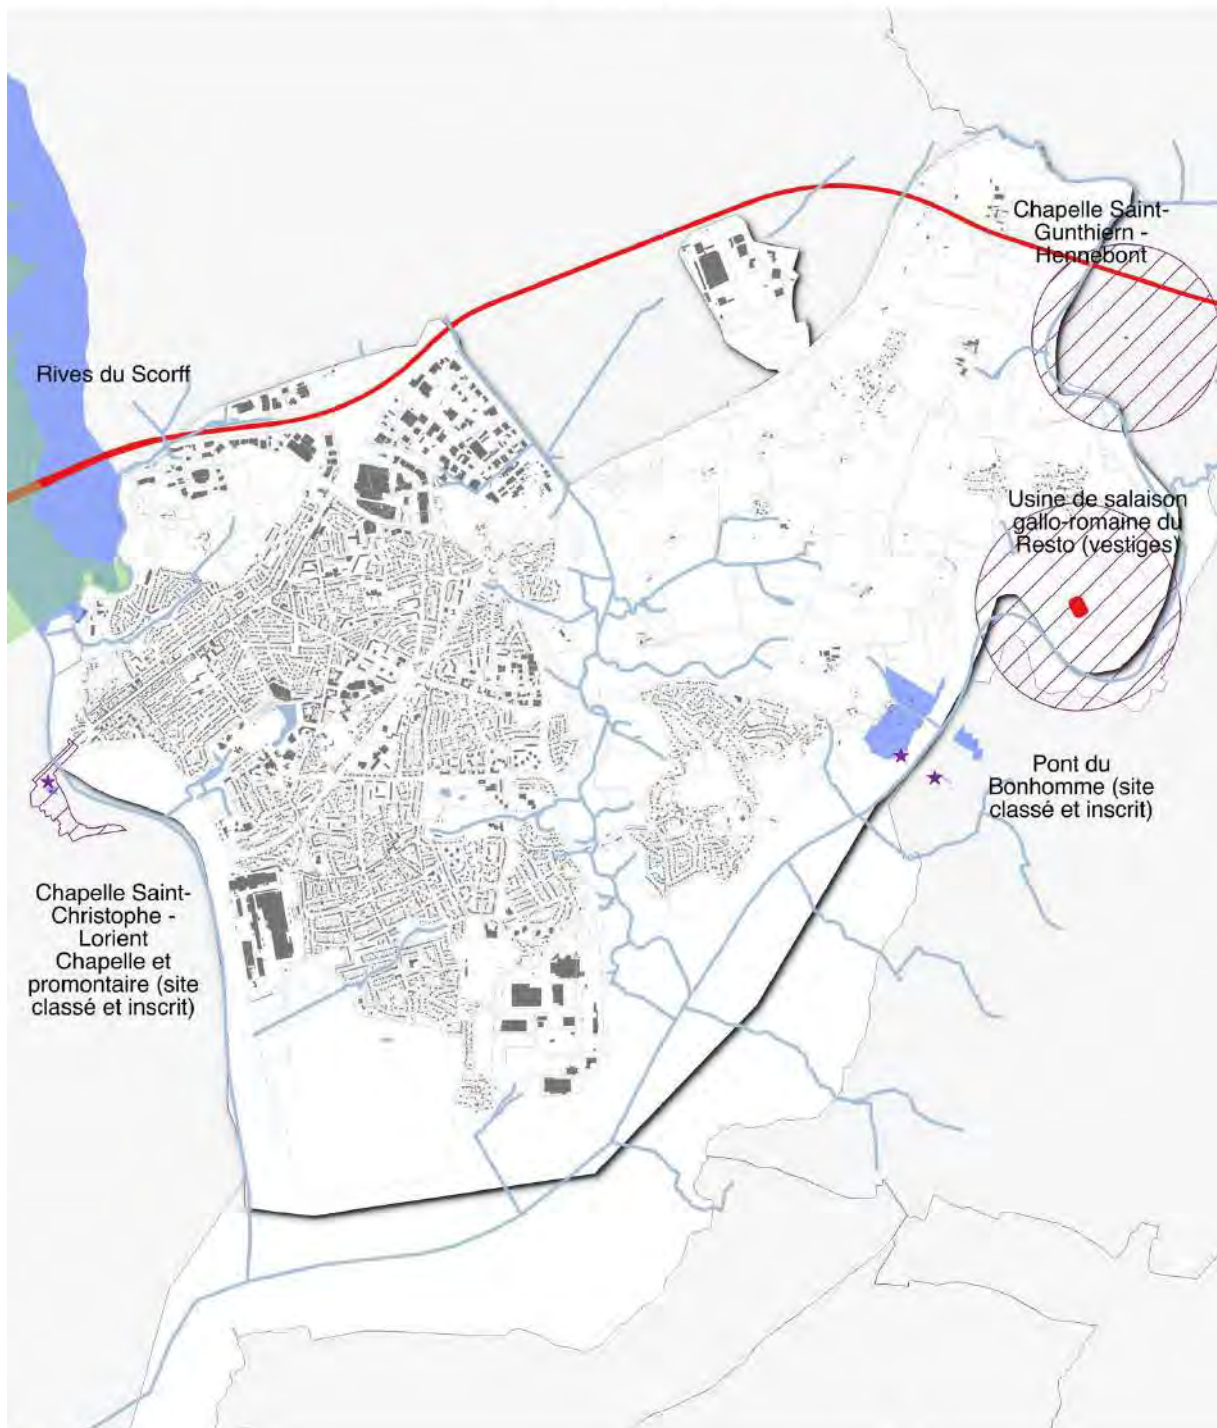 Chapelle Saint-
Gunthiern -
Hennebont
Rives du Scorff
Usine de salaison
gallo-romaine du
Resto (vestiges)
Pont du
Bonhomme (site
classé et inscrit)
Chapelle Saint-
Christophe -
Lorient
Chapelle et
promontaire (site
classé et inscrit)